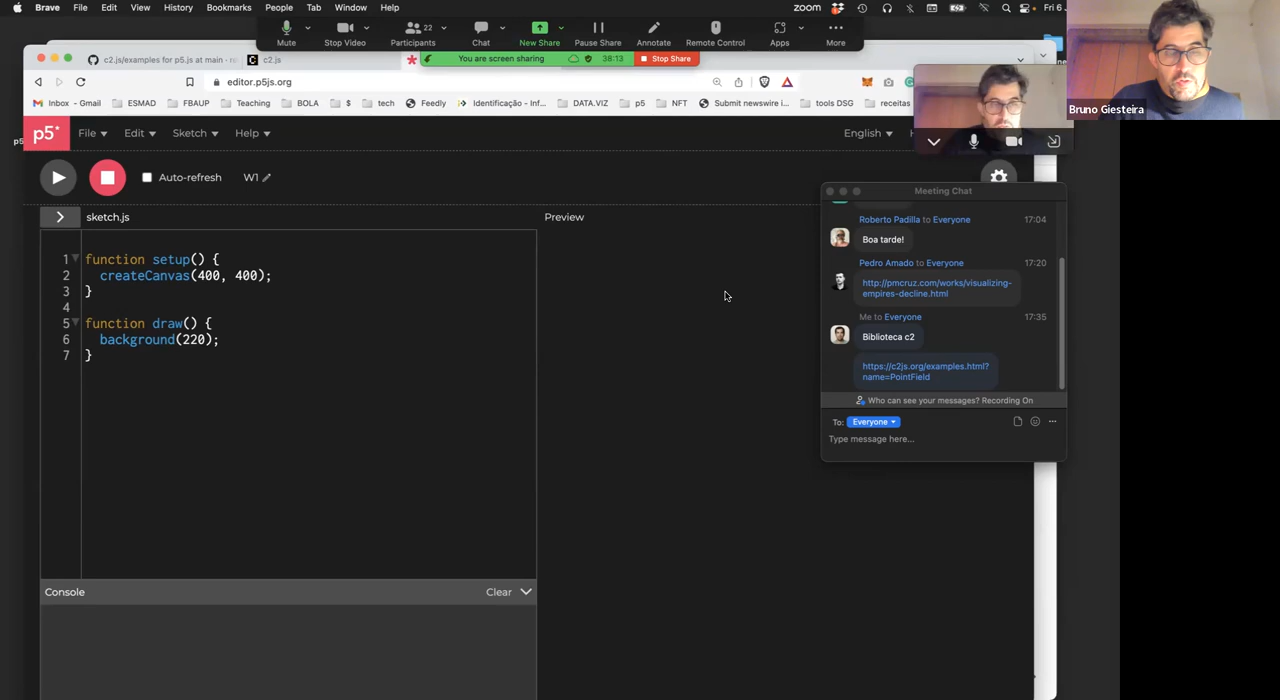 Brave File Edit View History Bookmarks People Tab Window Help
zoom
Fri 6
Mute Stop Video Participants 22 Chat New Share Pause Share Annotate Remote Control Apps More
You are screen sharing 38:13 Stop Share
c2.js/examples for p5.js at main · r
c2.js
editor.p5js.org
Inbox - Gmail ESMAD FBAUP Teaching BOLA $ tech Feedly Identificação - Inf... DATA.VIZ p5 NFT Submit newswire i... tools DSG receitas
Bruno Giesteira
p5
p5* File Edit Sketch Help English
Auto-refresh W1
sketch.js
Preview
1 function setup() {
2 createCanvas(400, 400);
3 }
4
5 function draw() {
6 background(220);
7 }
Console
Clear
Meeting Chat
Roberto Padilla to Everyone 17:04
Boa tarde!
Pedro Amado to Everyone 17:20
http://pmcruz.com/works/visualizing-
empires-decline.html
Me to Everyone 17:35
Biblioteca c2
https://c2js.org/examples.html?
name=PointField
Who can see your messages? Recording On
To: Everyone
Type message here...